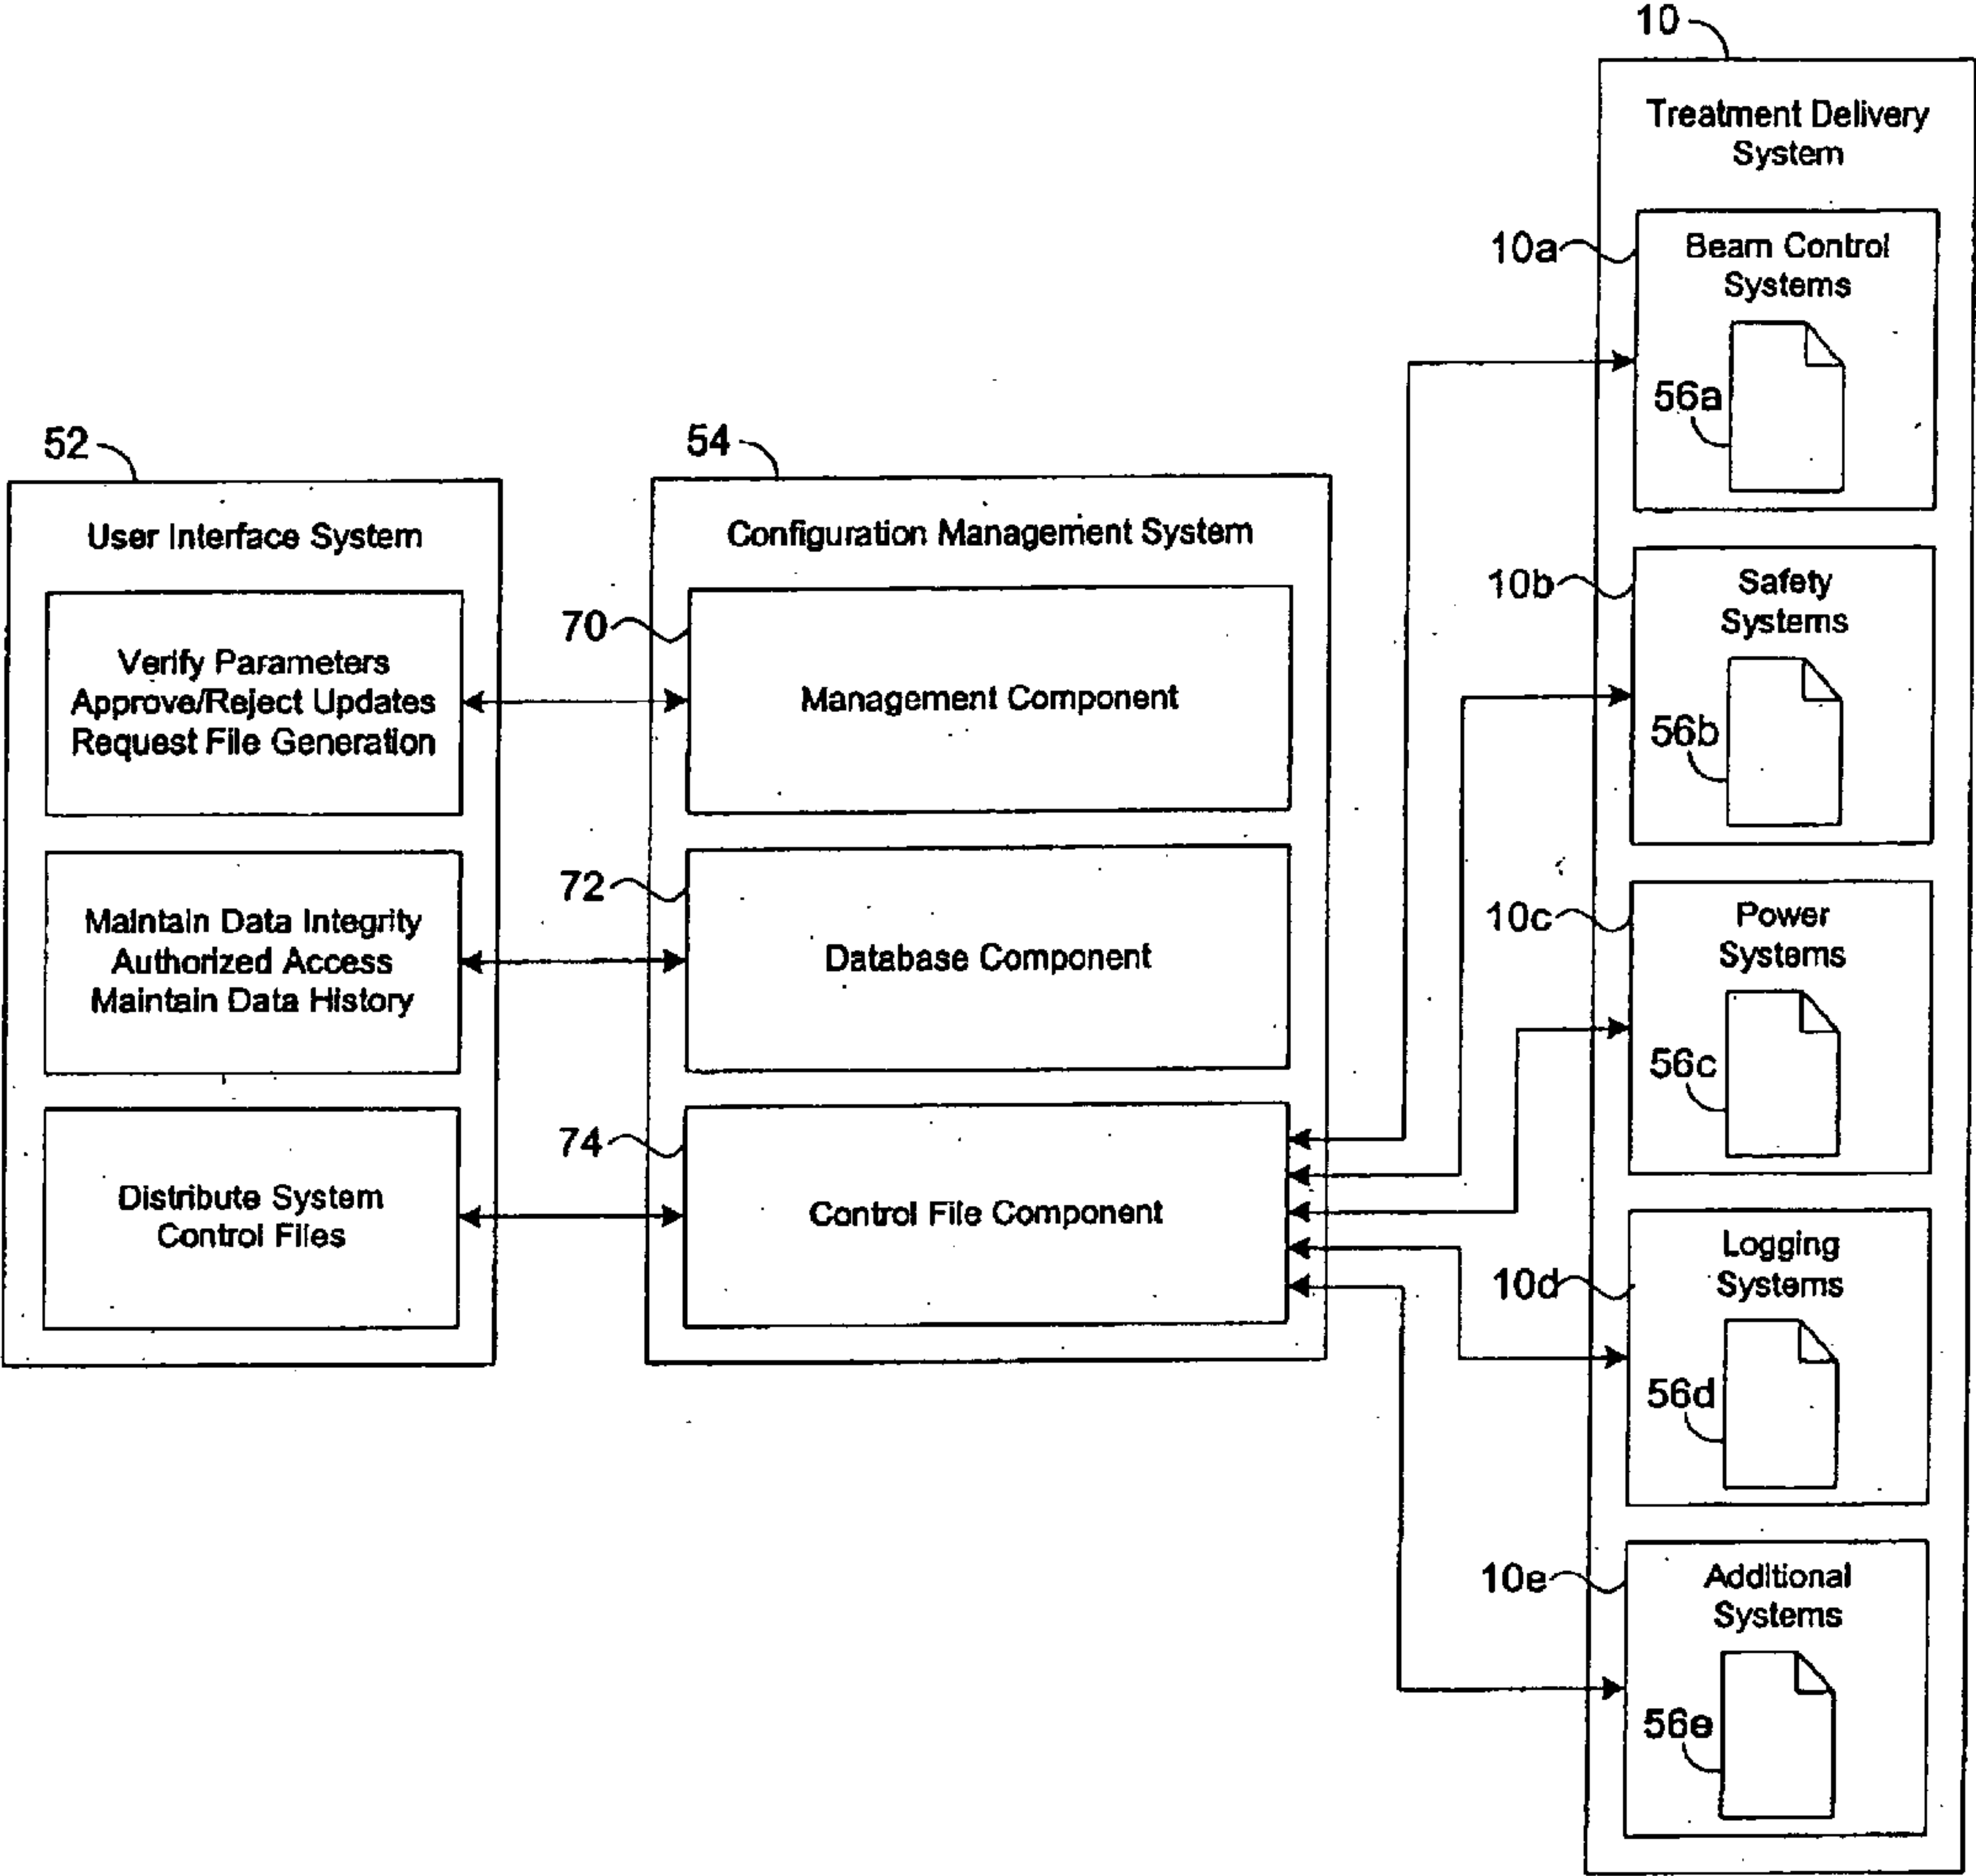 10
Treatment Delivery
System
10a
Beam Control
Systems
56a
52
User Interface System
Verify Parameters
Approve/Reject Updates
Request File Generation
Maintain Data Integrity
Authorized Access
Maintain Data History
Distribute System
Control Files
54
Configuration Management System
70
Management Component
72
Database Component
74
Control File Component
10b
Safety
Systems
56b
10c
Power
Systems
56c
10d
Logging
Systems
56d
10e
Additional
Systems
56e